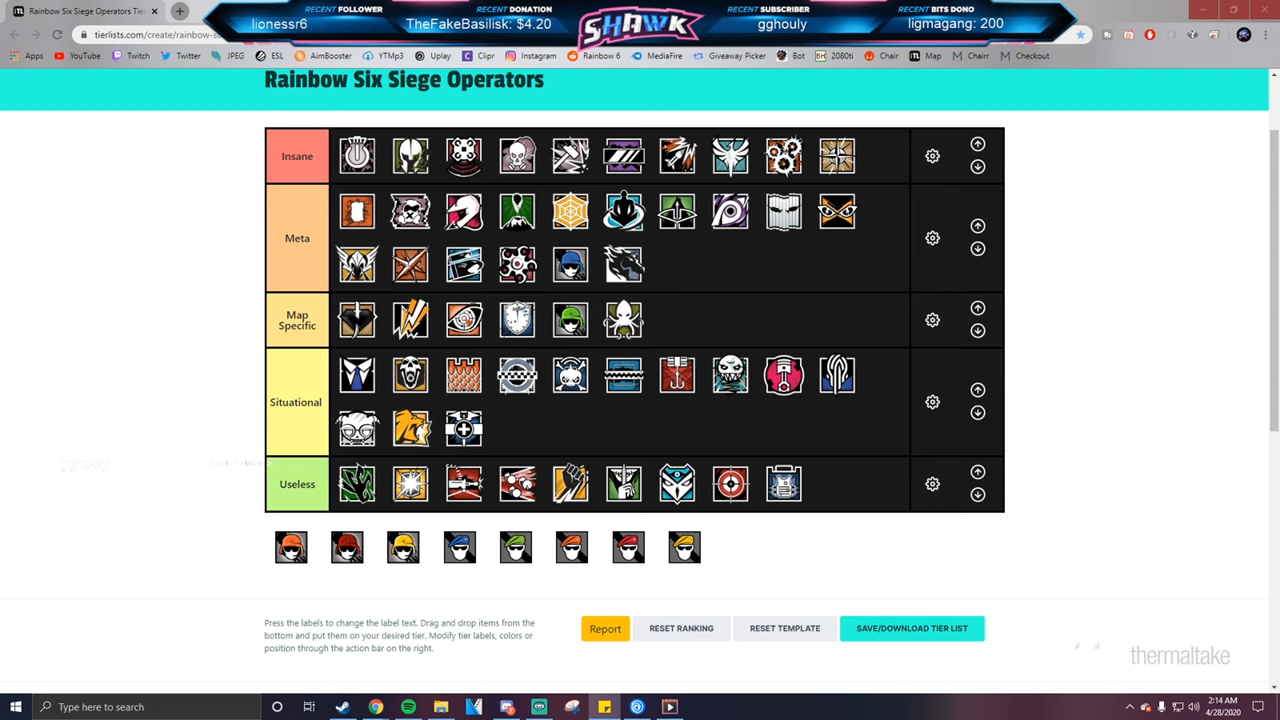 Rainbow Six Siege Operators Tie
RECENT FOLLOWER
lionessr6
RECENT DONATION
TheFakeBasilisk: $4.20
SHAWK
RECENT SUBSCRIBER
gghouly
RECENT BITS DONO
ligmagang: 200
tierlists.com/create/rainbow-s
Apps YouTube Twitch Twitter JPEG ESL AimBooster YTMp3 Uplay Clipr Instagram Rainbow 6 MediaFire Giveaway Picker Bot 2080ti Cluch Map Chairr Checkout
Rainbow Six Siege Operators
Insane
Meta
Map
Specific
Situational
Useless
gghouly
Press the labels to change the label text. Drag and drop items from the
bottom and put them on your desired tier. Modify tier labels, colors or
position through the action bar on the right.
Report
RESET RANKING
RESET TEMPLATE
SAVE/DOWNLOAD TIER LIST
thermaltake
Type here to search
2:14 AM
4/28/2020